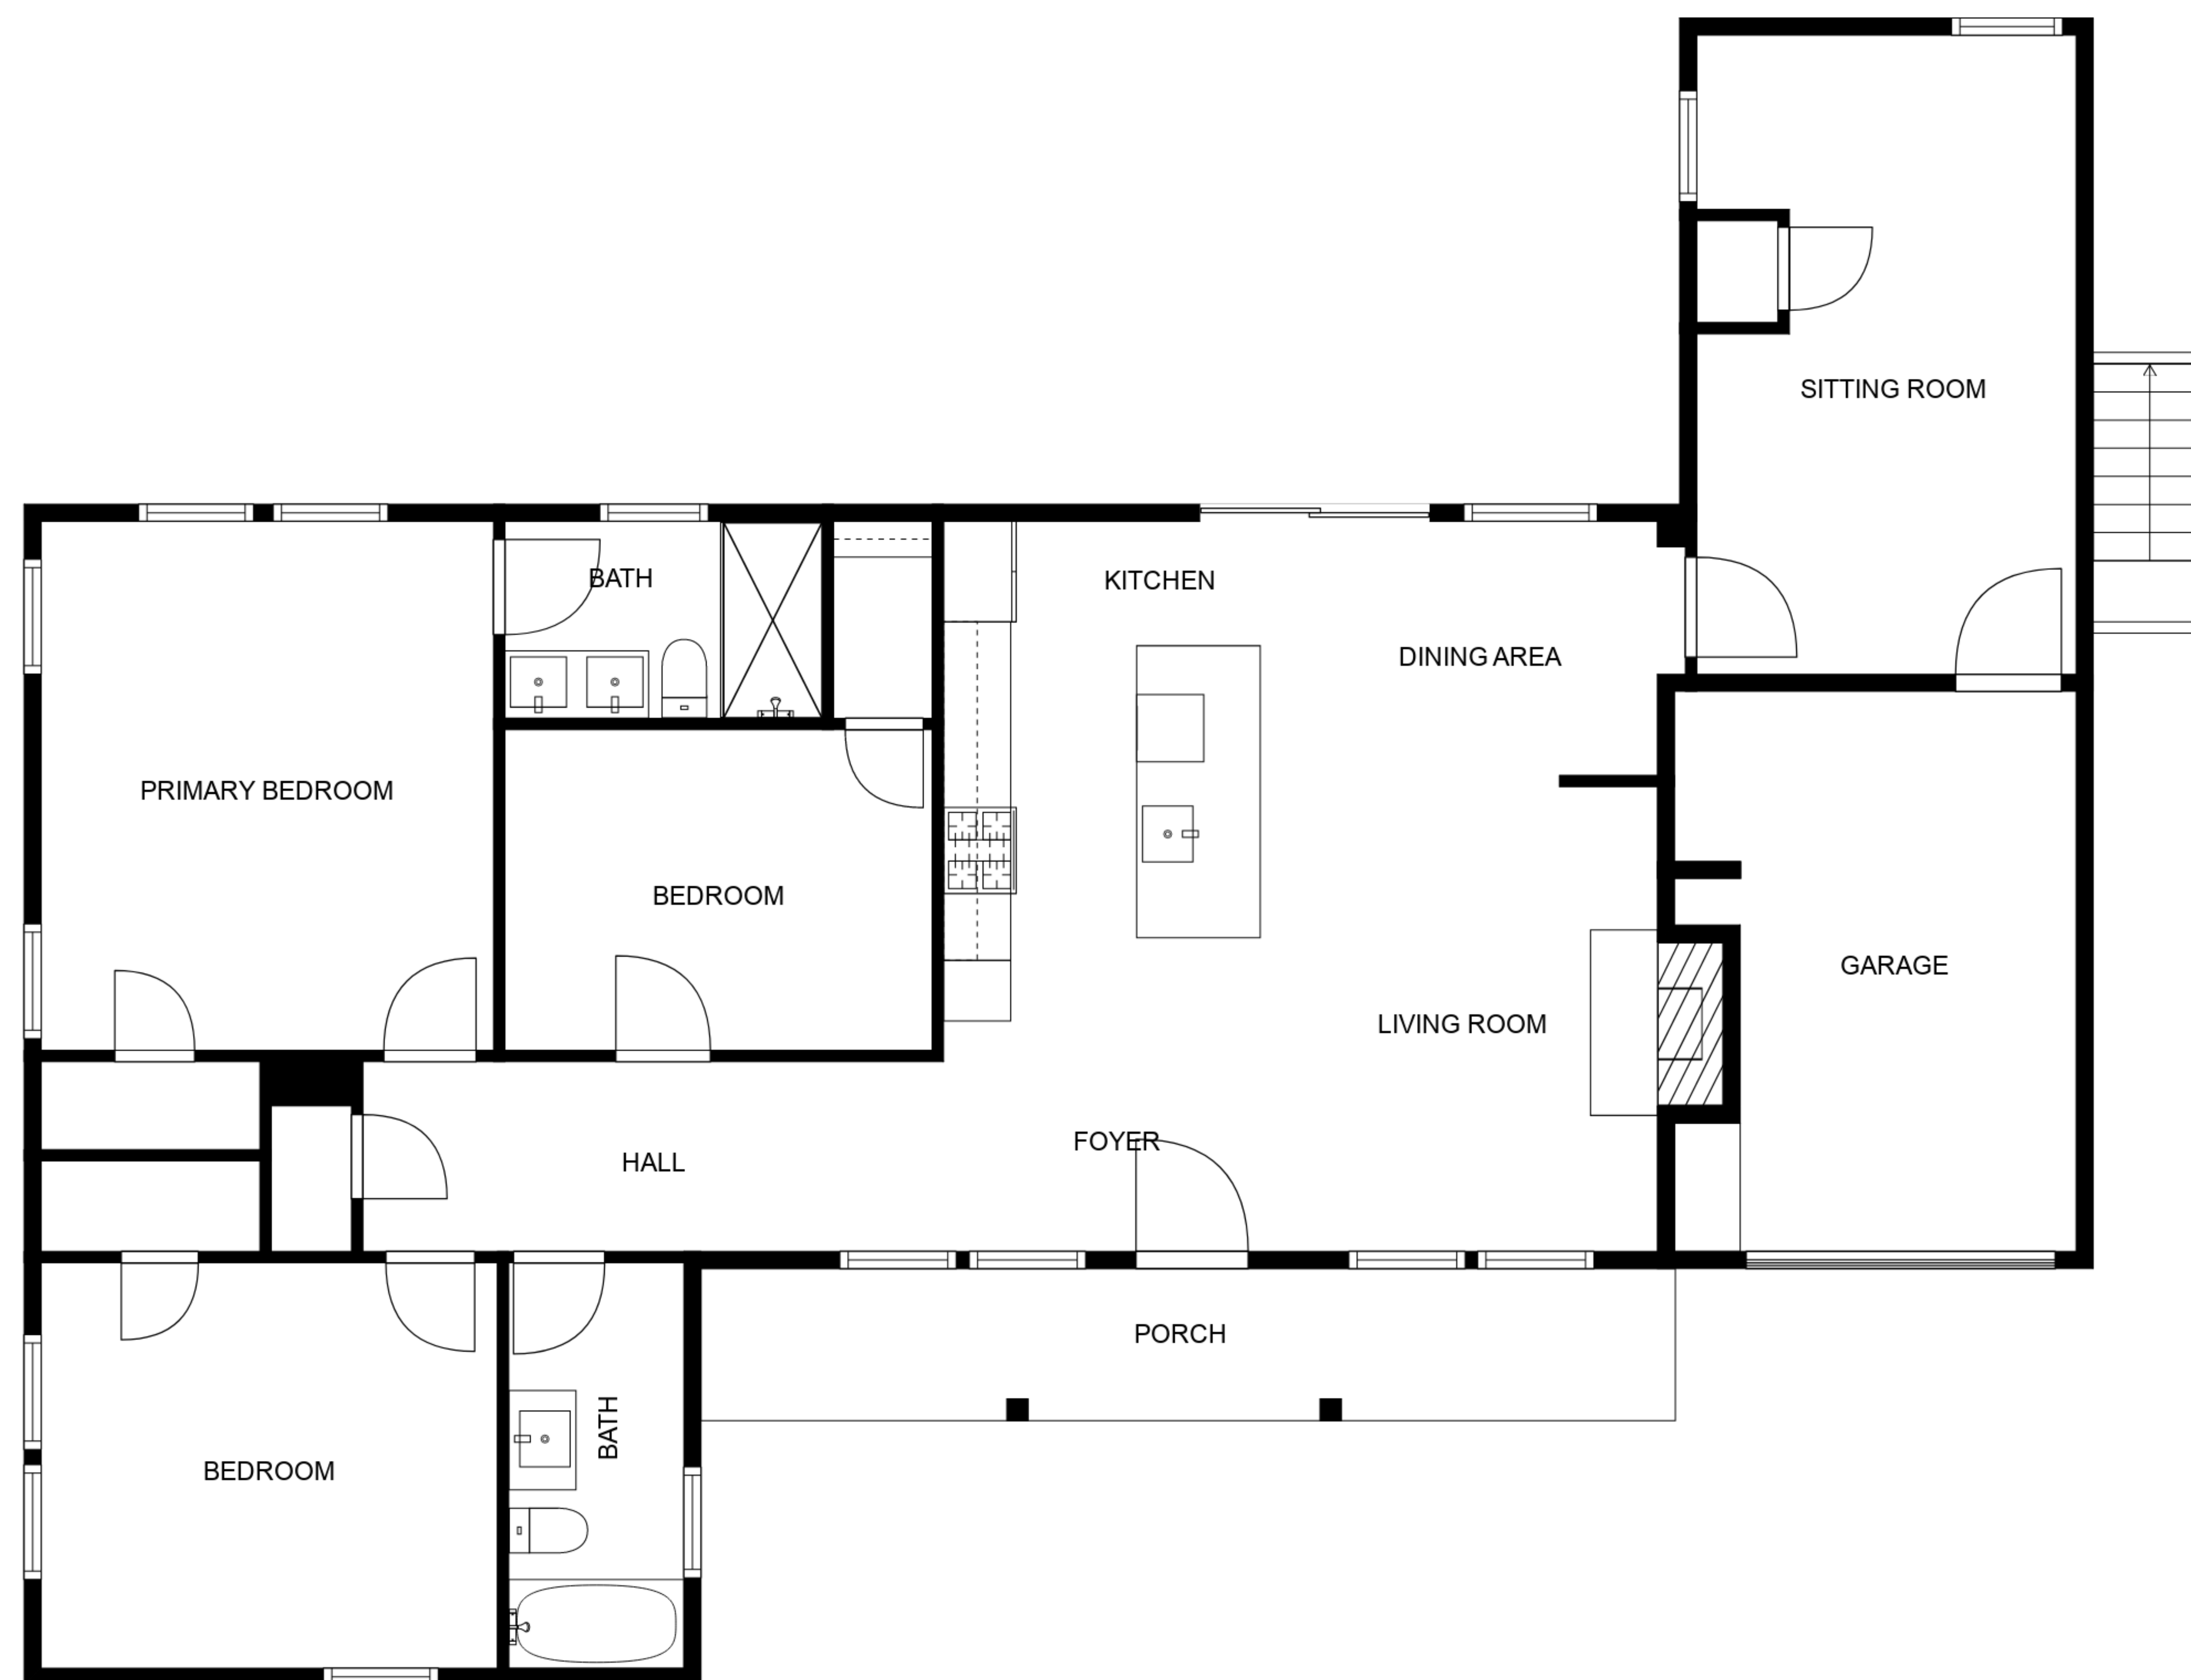 SITTING ROOM
BATH
KITCHEN
DINING AREA
PRIMARY BEDROOM
BEDROOM
GARAGE
LIVING ROOM
FOYER
HALL
PORCH
BATH
BEDROOM